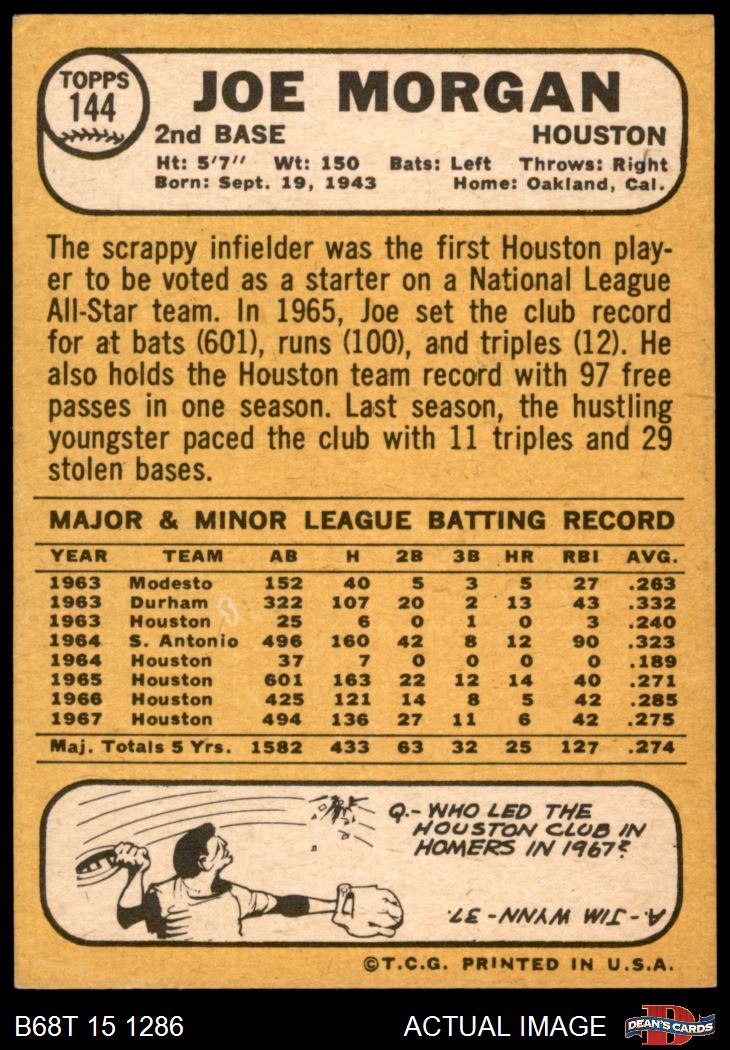 TOPPS
144
JOE MORGAN
2nd BASE HOUSTON
Ht: 5'7" Wt: 150 Bats: Left Throws: Right
Born: Sept. 19, 1943 Home: Oakland, Cal.
The scrappy infielder was the first Houston play-
er to be voted as a starter on a National League
All-Star team. In 1965, Joe set the club record
for at bats (601), runs (100), and triples (12). He
also holds the Houston team record with 97 free
passes in one season. Last season, the hustling
youngster paced the club with 11 triples and 29
stolen bases.
MAJOR & MINOR LEAGUE BATTING RECORD
YEAR TEAM AB H 2B 3B HR RBI AVG.
1963 Modesto 152 40 5 3 5 27 .263
1963 Durham 322 107 20 2 13 43 .332
1963 Houston 25 6 0 1 0 3 .240
1964 S. Antonio 496 160 42 8 12 90 .323
1964 Houston 37 7 0 0 0 0 .189
1965 Houston 601 163 22 12 14 40 .271
1966 Houston 425 121 14 8 5 42 .285
1967 Houston 494 136 27 11 6 42 .275
Maj. Totals 5 Yrs. 1582 433 63 32 25 127 .274
Q.- WHO LED THE
HOUSTON CLUB IN
HOMERS IN 1967?
A.- JIM WYNN - 37.
©T.C.G. PRINTED IN U.S.A.
B68T 15 1286 ACTUAL IMAGE D DEAN'S CARDS